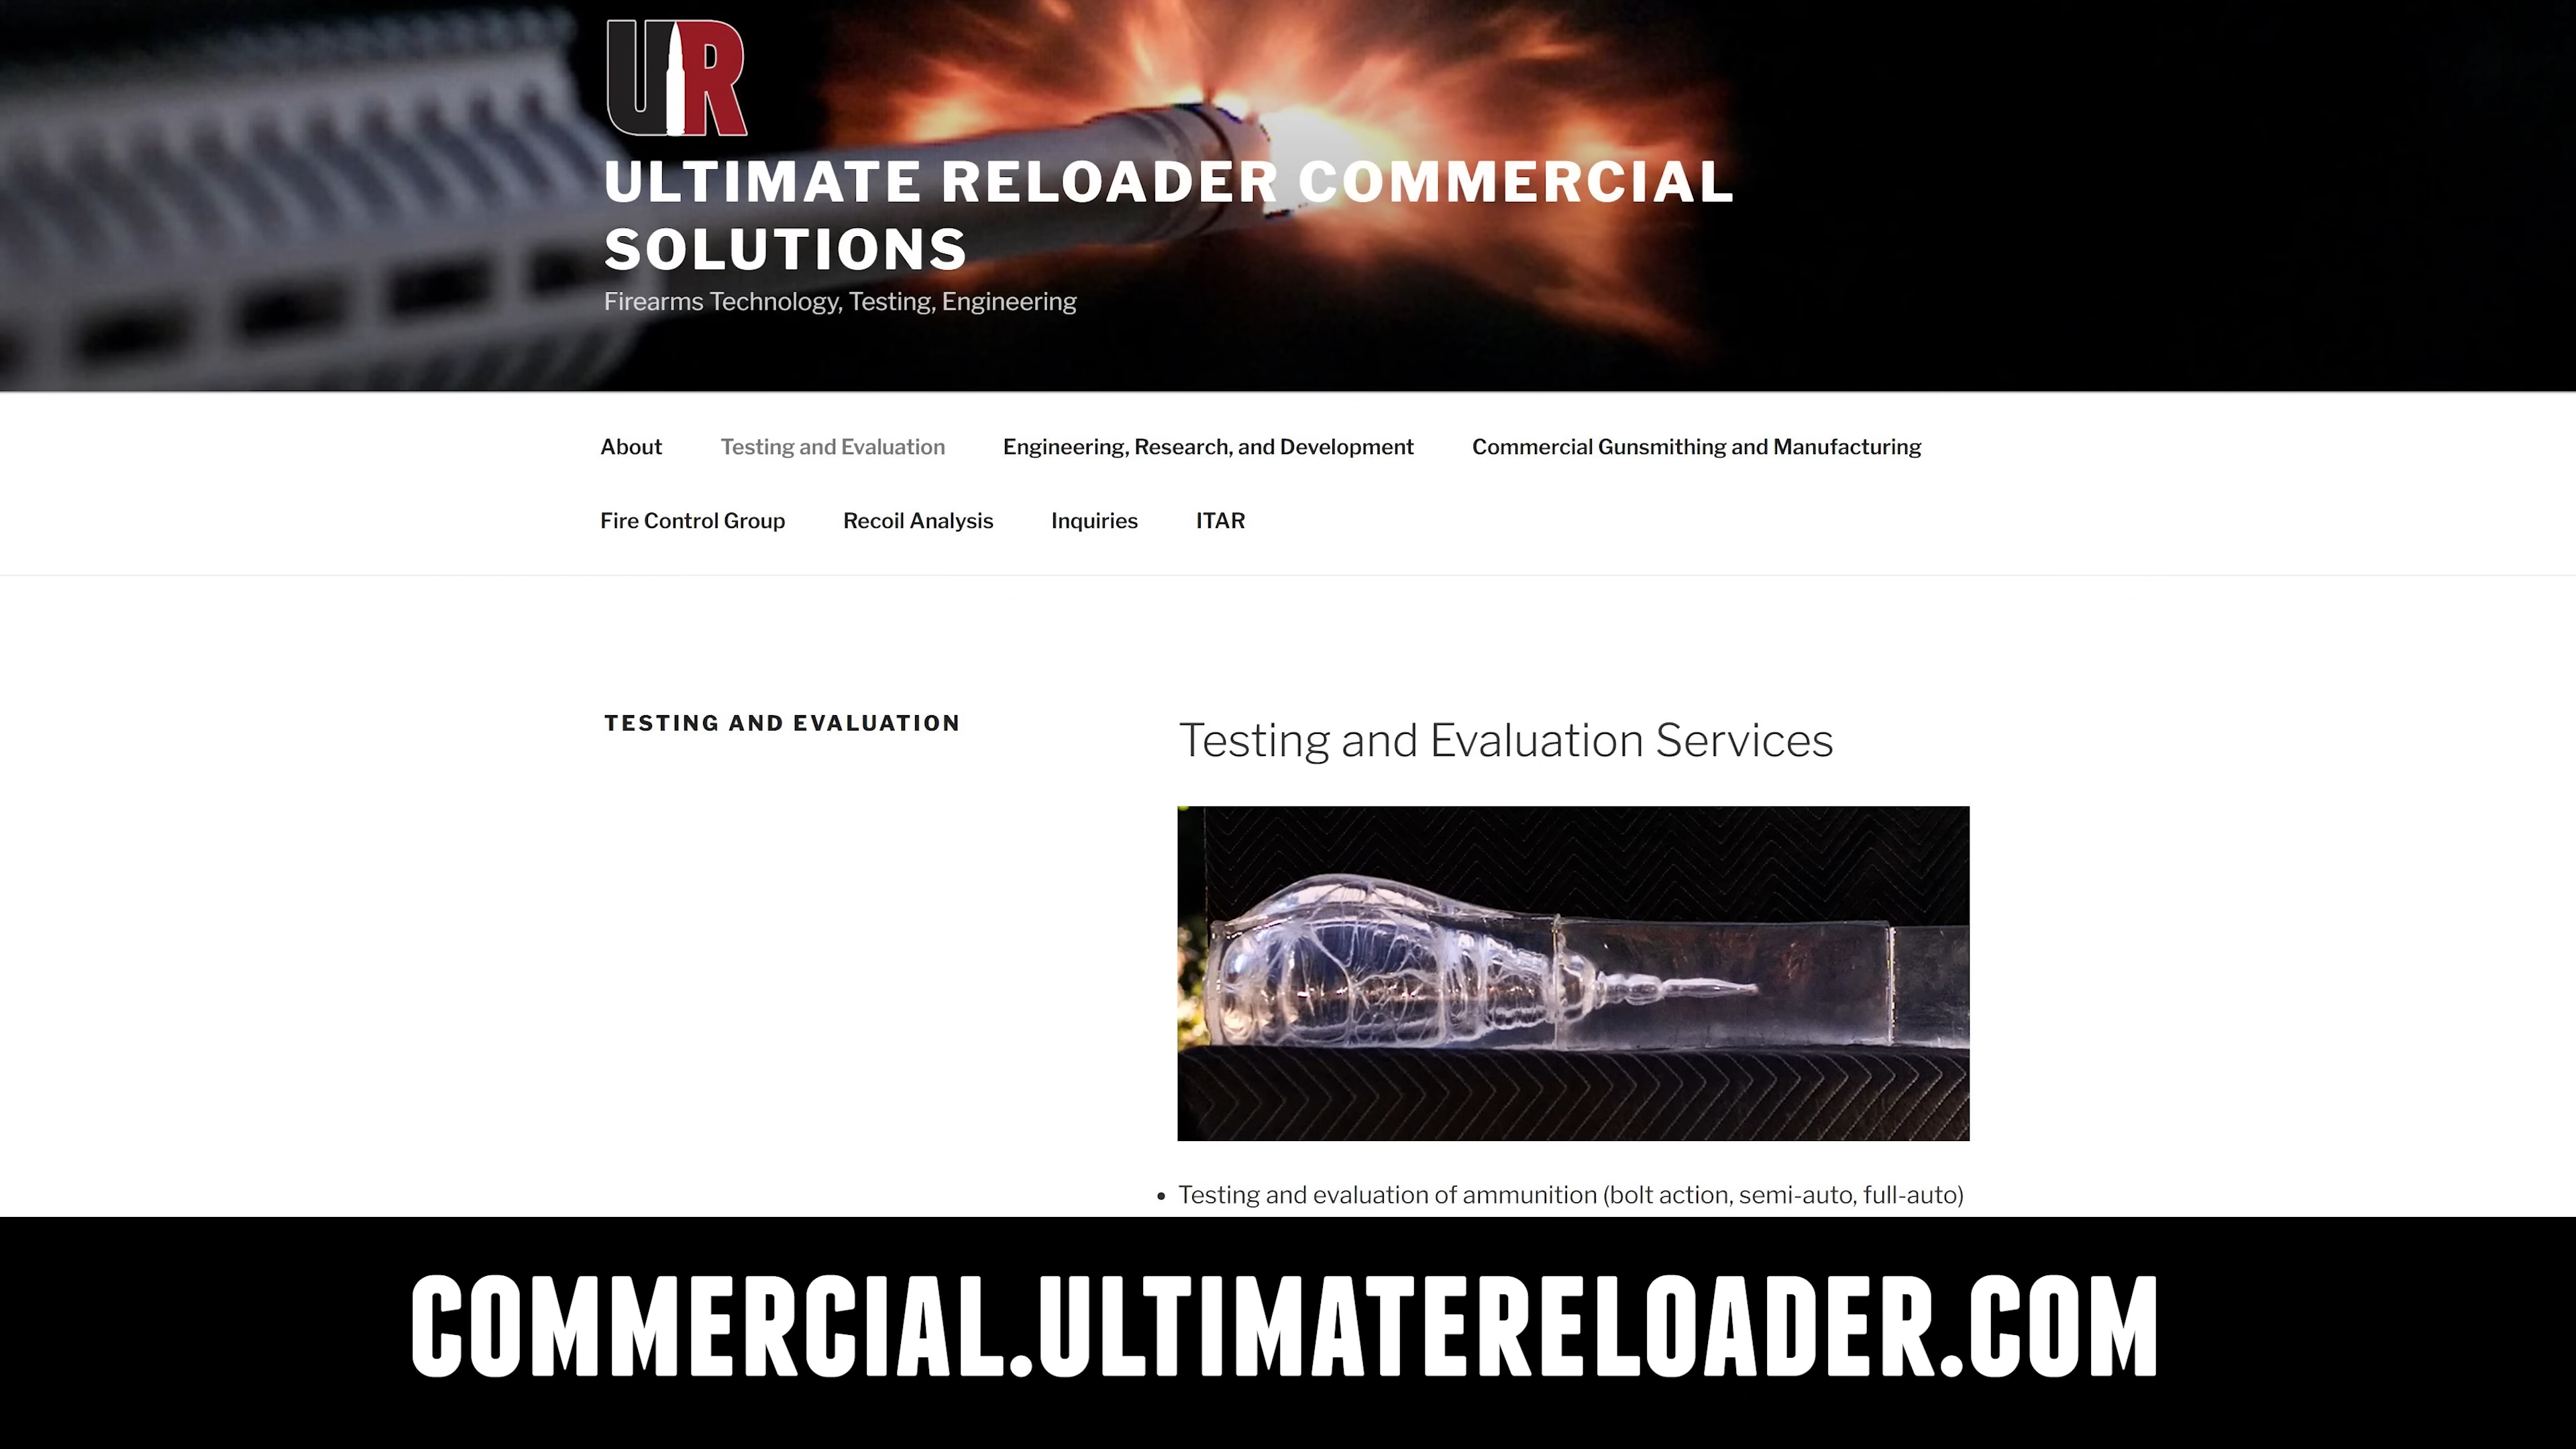 UR
ULTIMATE RELOADER COMMERCIAL
SOLUTIONS
Firearms Technology, Testing, Engineering
About Testing and Evaluation Engineering, Research, and Development Commercial Gunsmithing and Manufacturing
Fire Control Group Recoil Analysis Inquiries ITAR
TESTING AND EVALUATION
Testing and Evaluation Services
• Testing and evaluation of ammunition (bolt action, semi-auto, full-auto)
COMMERCIAL.ULTIMATERELOADER.COM